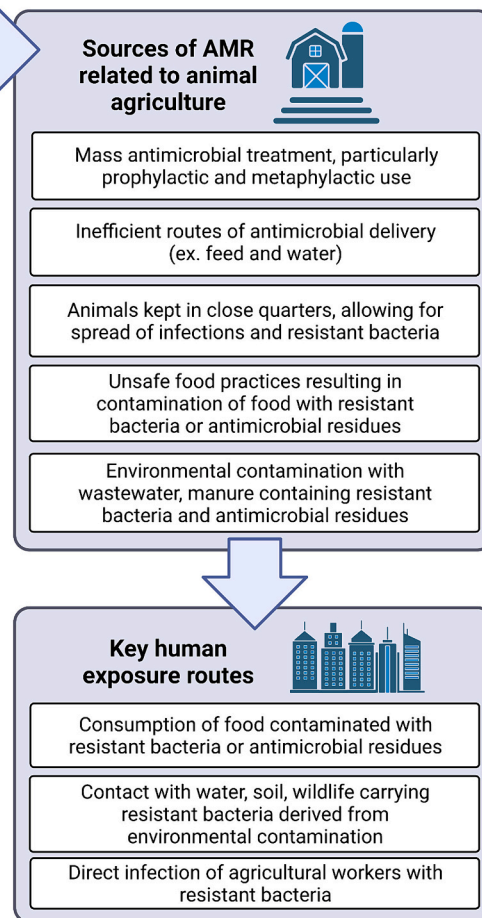 Sources of AMR
related to animal
agriculture
Mass antimicrobial treatment, particularly
prophylactic and metaphylactic use
Inefficient routes of antimicrobial delivery
(ex. feed and water)
Animals kept in close quarters, allowing for
spread of infections and resistant bacteria
Unsafe food practices resulting in
contamination of food with resistant
bacteria or antimicrobial residues
Environmental contamination with
wastewater, manure containing resistant
bacteria and antimicrobial residues
Key human
exposure routes
Consumption of food contaminated with
resistant bacteria or antimicrobial residues
Contact with water, soil, wildlife carrying
resistant bacteria derived from
environmental contamination
Direct infection of agricultural workers with
resistant bacteria